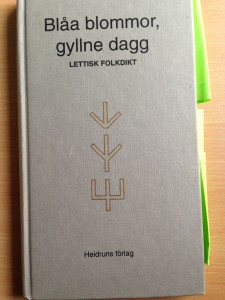 Blåa blommor,
gyllne dagg
LETTISK FOLKDIKT
Heidruns förlag